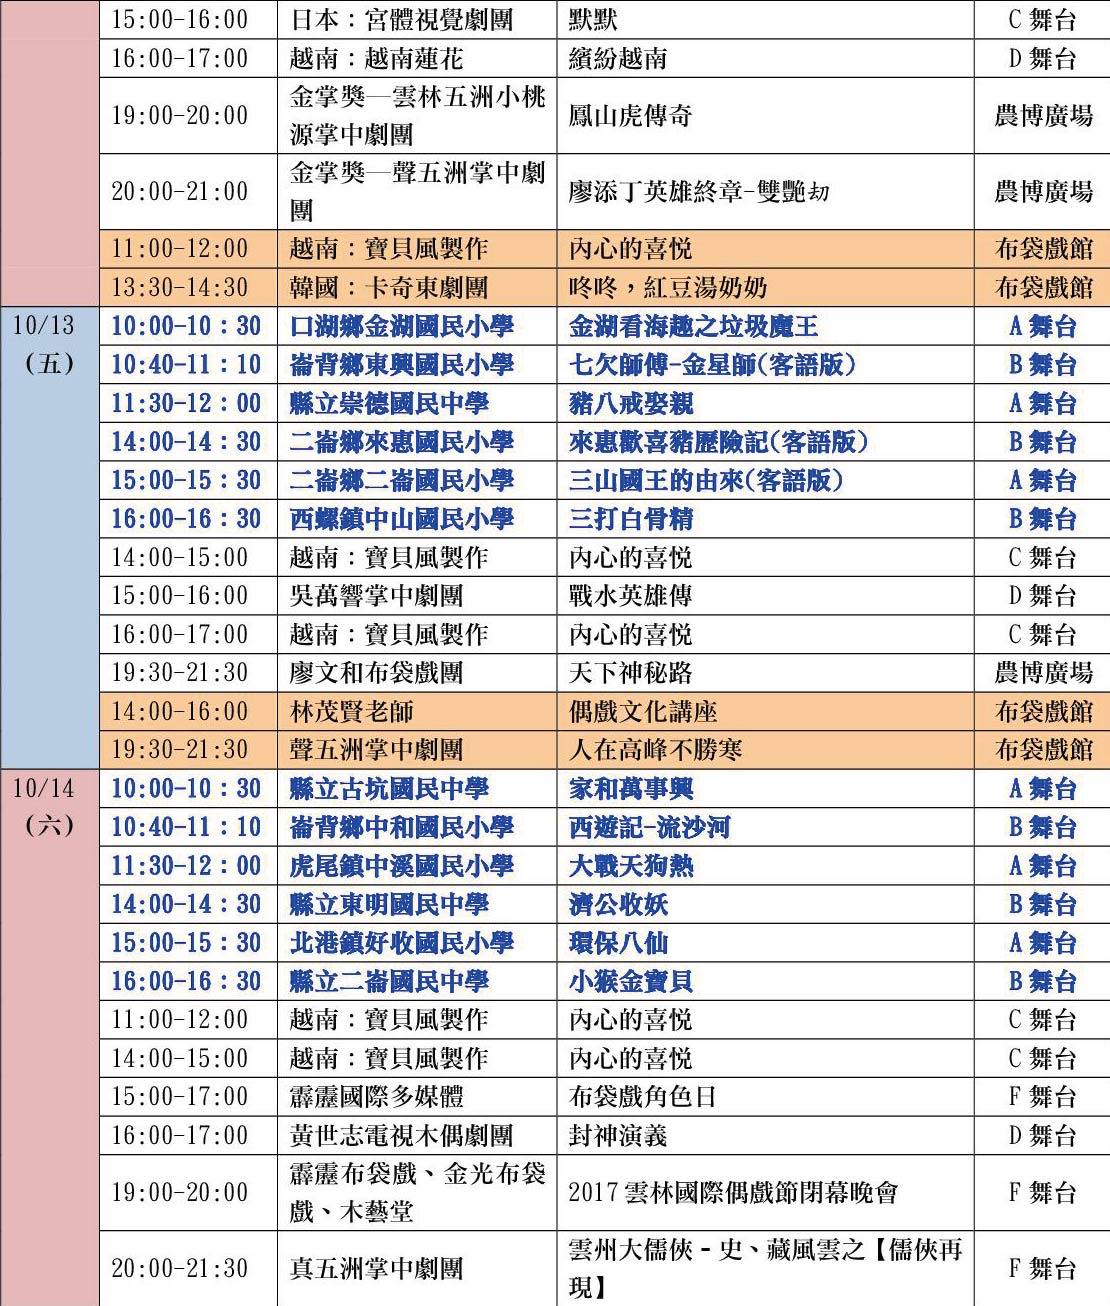 15:00-16:00 日本：宮體視覺劇團 默默 C 舞台
16:00-17:00 越南：越南蓮花 繽紛越南 D 舞台
19:00-20:00 金掌獎—雲林五洲小桃源掌中劇團 鳳山虎傳奇 農博廣場
20:00-21:00 金掌獎—聲五洲掌中劇團 廖添丁英雄終章-雙艷刧 農博廣場
11:00-12:00 越南：寶貝風製作 內心的喜悅 布袋戲館
13:30-14:30 韓國：卡奇東劇團 咚咚，紅豆湯奶奶 布袋戲館
10/13 10:00-10：30 口湖鄉金湖國民小學 金湖看海趣之垃圾魔王 A 舞台
（五） 10:40-11：10 崙背鄉東興國民小學 七欠師傅-金星師(客語版) B 舞台
11:30-12：00 縣立崇德國民中學 豬八戒娶親 A 舞台
14:00-14：30 二崙鄉來惠國民小學 來惠歡喜豬歷險記(客語版) B 舞台
15:00-15：30 二崙鄉二崙國民小學 三山國王的由來(客語版) A 舞台
16:00-16：30 西螺鎮中山國民小學 三打白骨精 B 舞台
14:00-15:00 越南：寶貝風製作 內心的喜悅 C 舞台
15:00-16:00 吳萬響掌中劇團 戰水英雄傳 D 舞台
16:00-17:00 越南：寶貝風製作 內心的喜悅 C 舞台
19:30-21:30 廖文和布袋戲團 天下神秘路 農博廣場
14:00-16:00 林茂賢老師 偶戲文化講座 布袋戲館
19:30-21:30 聲五洲掌中劇團 人在高峰不勝寒 布袋戲館
10/14 10:00-10：30 縣立古坑國民中學 家和萬事興 A 舞台
（六） 10:40-11：10 崙背鄉中和國民小學 西遊記-流沙河 B 舞台
11:30-12：00 虎尾鎮中溪國民小學 大戰天狗熱 A 舞台
14:00-14：30 縣立東明國民中學 濟公收妖 B 舞台
15:00-15：30 北港鎮好收國民小學 環保八仙 A 舞台
16:00-16：30 縣立二崙國民中學 小猴金寶貝 B 舞台
11:00-12:00 越南：寶貝風製作 內心的喜悅 C 舞台
14:00-15:00 越南：寶貝風製作 內心的喜悅 C 舞台
15:00-17:00 霹靂國際多媒體 布袋戲角色日 F 舞台
16:00-17:00 黃世志電視木偶劇團 封神演義 D 舞台
19:00-20:00 霹靂布袋戲、金光布袋戲、木藝堂 2017 雲林國際偶戲節閉幕晚會 F 舞台
20:00-21:30 真五洲掌中劇團 雲州大儒俠－史、藏風雲之【儒俠再現】 F 舞台